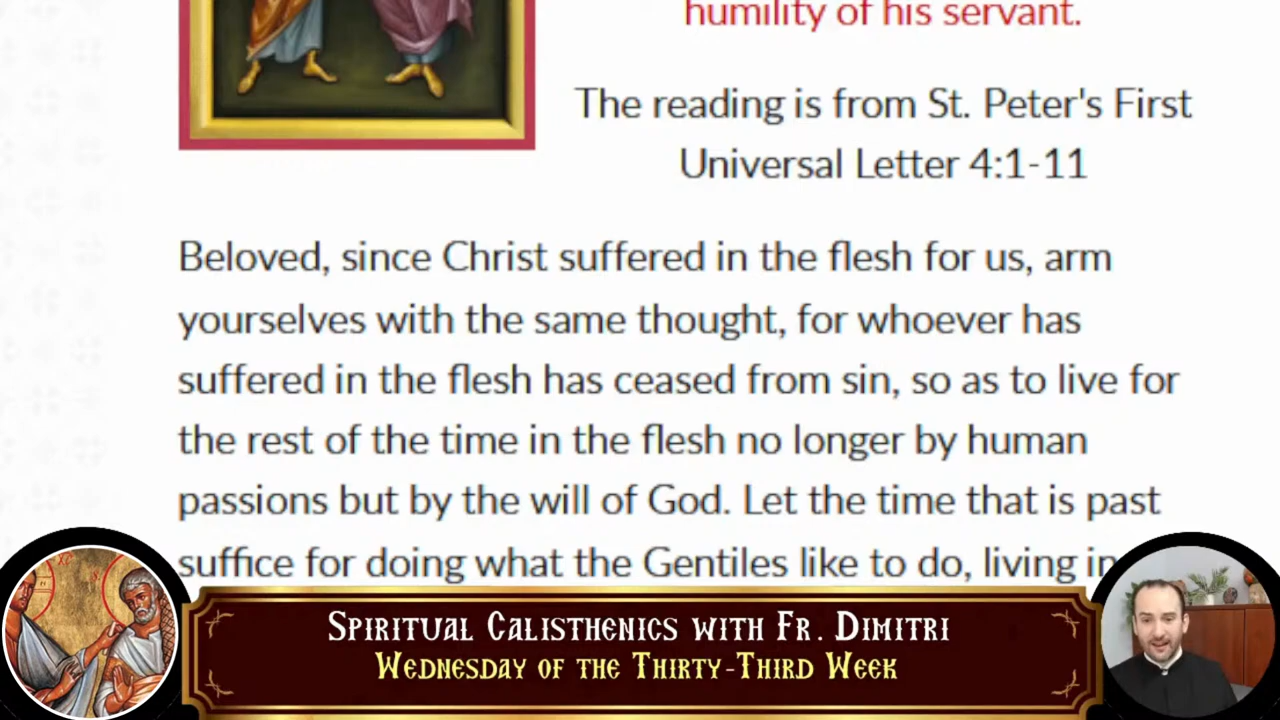 humility of his servant.
The reading is from St. Peter's First
Universal Letter 4:1-11
Beloved, since Christ suffered in the flesh for us, arm
yourselves with the same thought, for whoever has
suffered in the flesh has ceased from sin, so as to live for
the rest of the time in the flesh no longer by human
passions but by the will of God. Let the time that is past
suffice for doing what the Gentiles like to do, living in
Spiritual Calisthenics with Fr. Dimitri
Wednesday of the Thirty-Third Week